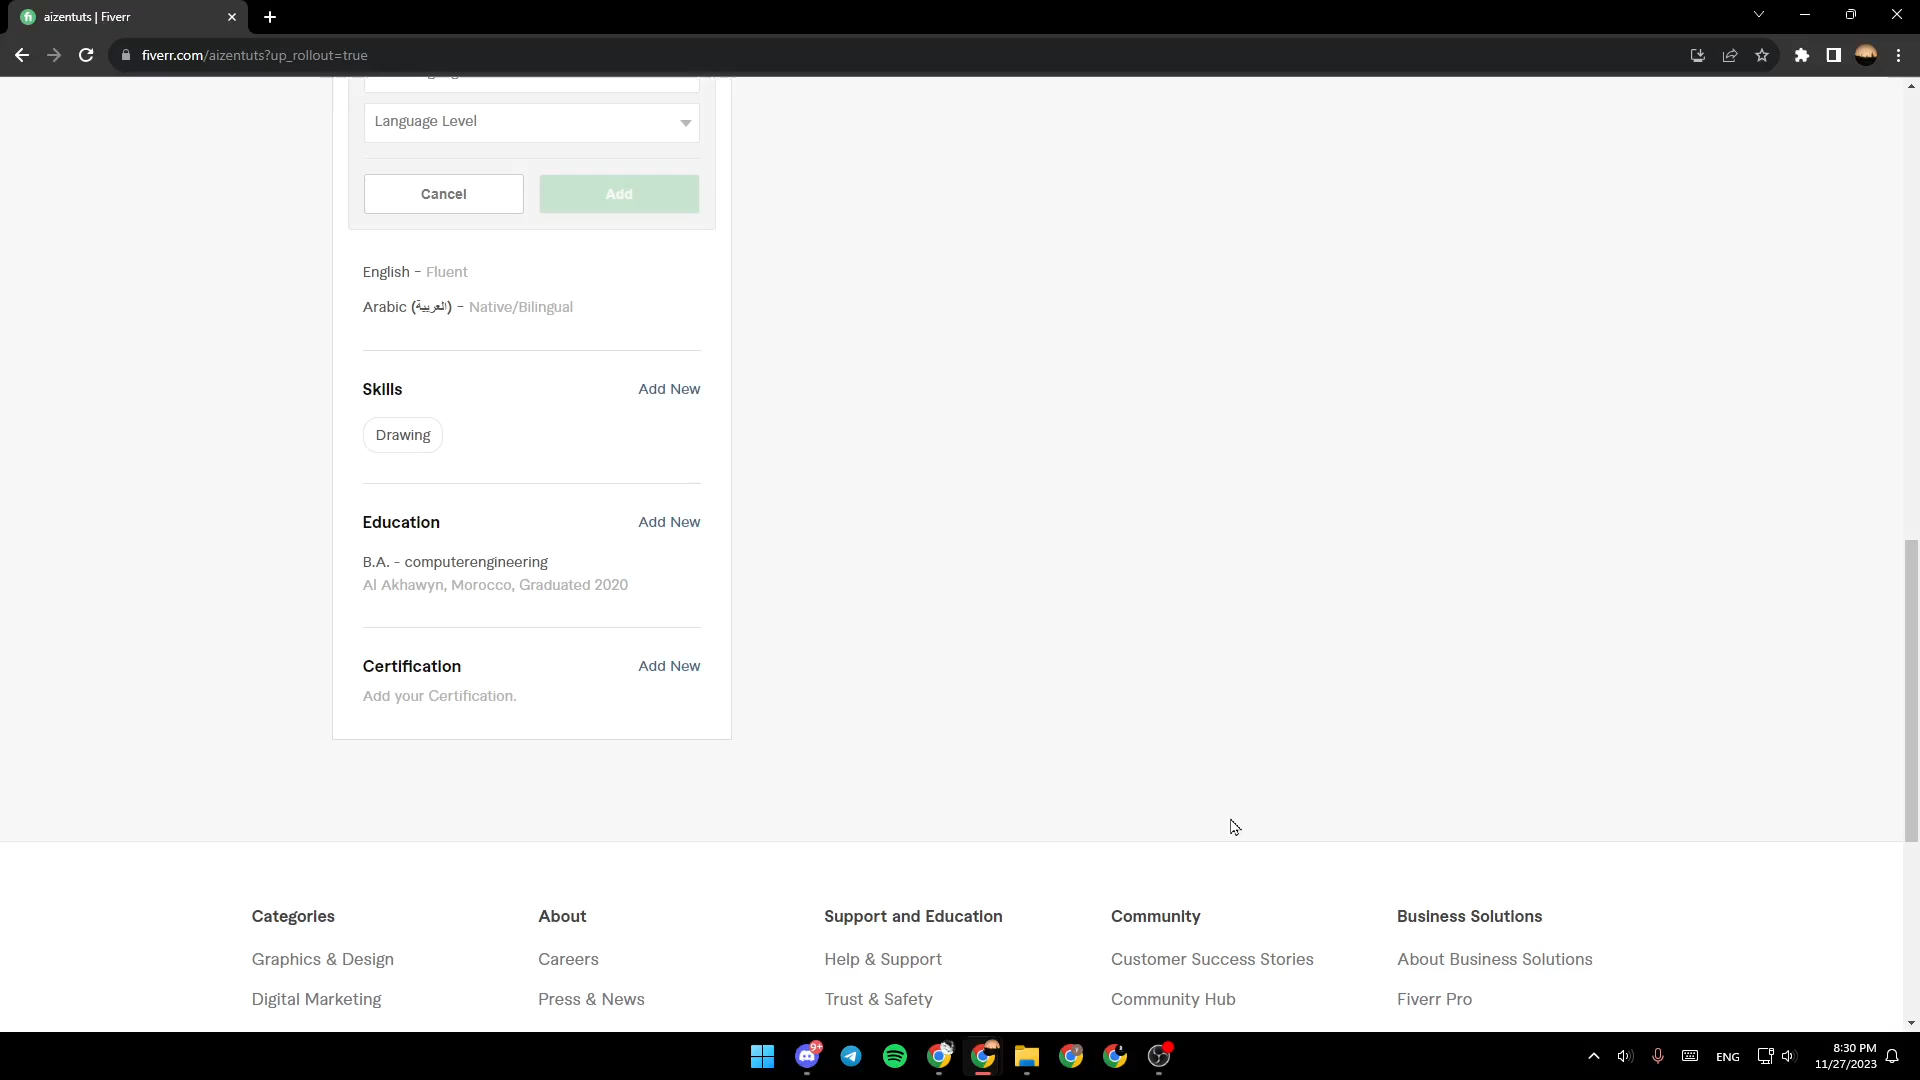 aizentuts | Fiverr
fiverr.com/aizentuts?up_rollout=true
Language Level
Cancel
Add
English - Fluent
Arabic (العربية) - Native/Bilingual
Skills
Add New
Drawing
Education
Add New
B.A. - computerengineering
Al Akhawyn, Morocco, Graduated 2020
Certification
Add New
Add your Certification.
Categories
About
Support and Education
Community
Business Solutions
Graphics & Design
Careers
Help & Support
Customer Success Stories
About Business Solutions
Digital Marketing
Press & News
Trust & Safety
Community Hub
Fiverr Pro
9+
ENG
8:30 PM
11/27/2023